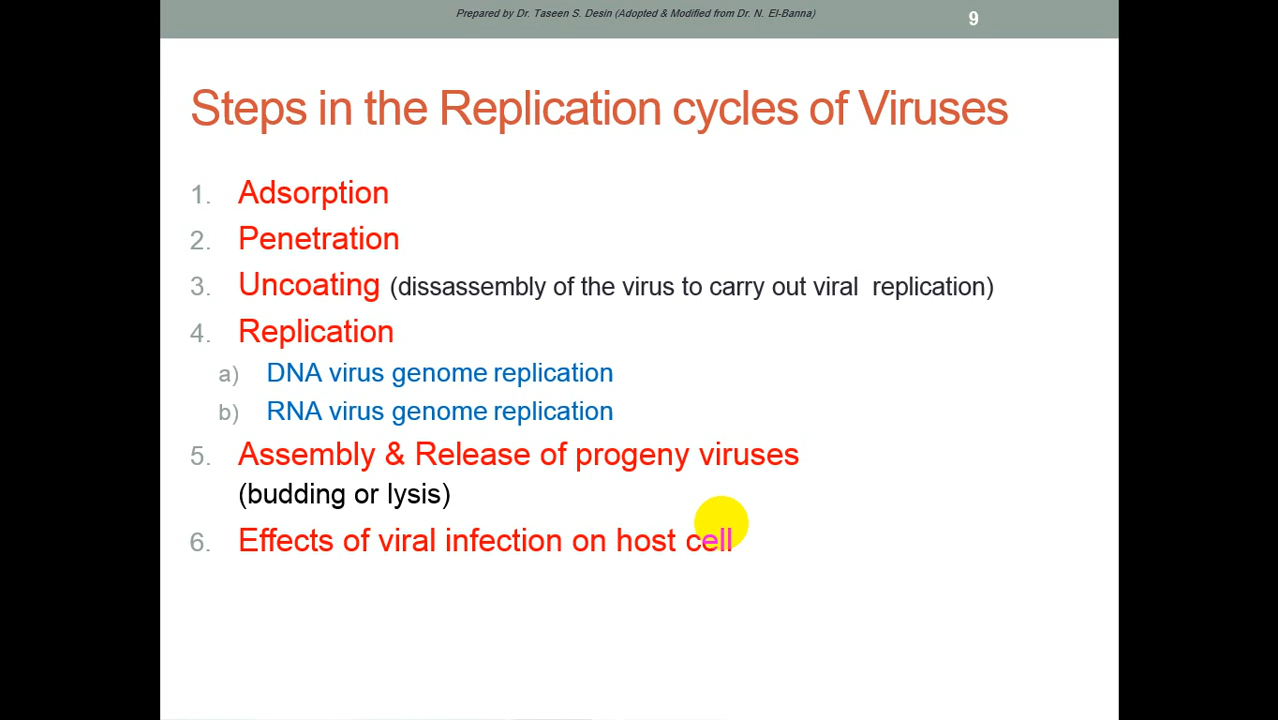 Prepared by Dr. Taseen S. Desin (Adopted & Modified from Dr. N. El-Banna)
9
Steps in the Replication cycles of Viruses
1. Adsorption
2. Penetration
3. Uncoating (dissassembly of the virus to carry out viral replication)
4. Replication
a) DNA virus genome replication
b) RNA virus genome replication
5. Assembly & Release of progeny viruses
(budding or lysis)
6. Effects of viral infection on host cell